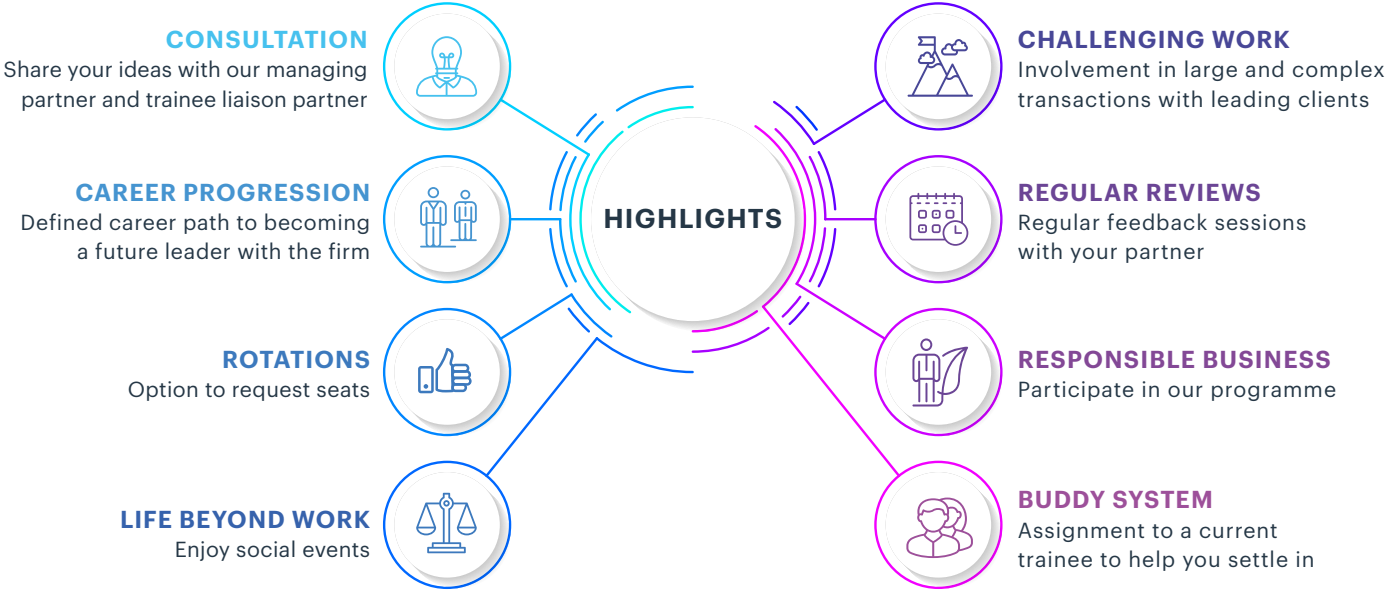 CONSULTATION
Share your ideas with our managing
partner and trainee liaison partner
CAREER PROGRESSION
Defined career path to becoming
a future leader with the firm
ROTATIONS
Option to request seats
LIFE BEYOND WORK
Enjoy social events
HIGHLIGHTS
CHALLENGING WORK
Involvement in large and complex
transactions with leading clients
REGULAR REVIEWS
Regular feedback sessions
with your partner
RESPONSIBLE BUSINESS
Participate in our programme
BUDDY SYSTEM
Assignment to a current
trainee to help you settle in